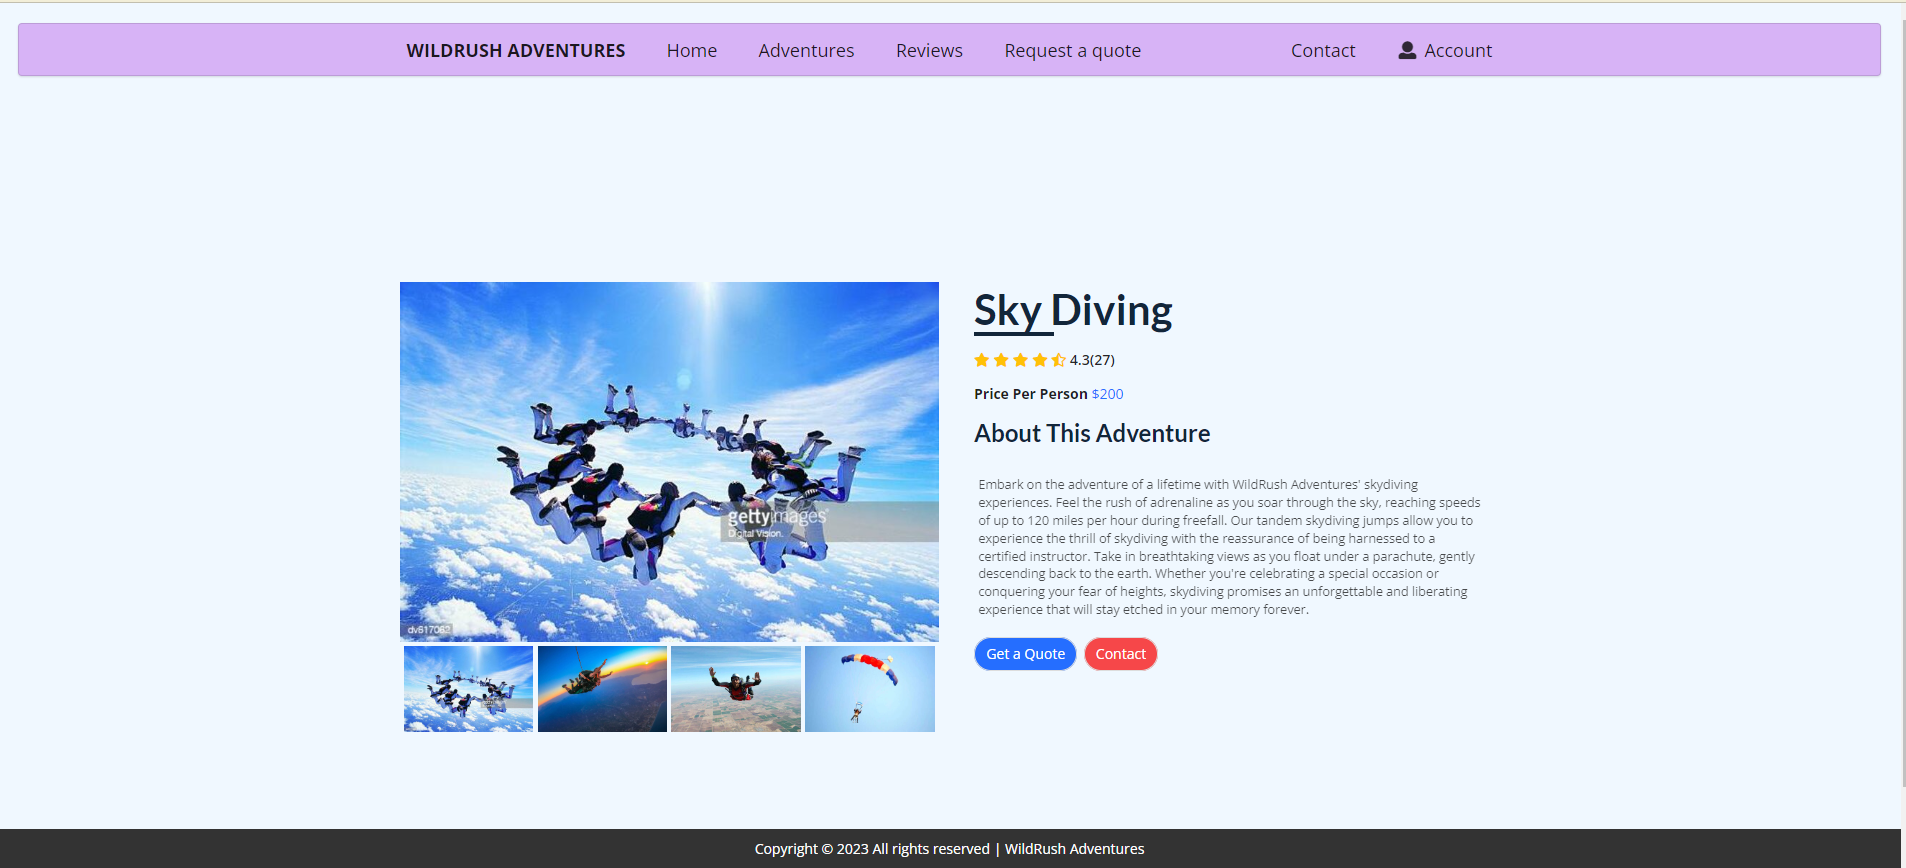 WILDRUSH ADVENTURES Home Adventures Reviews Request a quote Contact Account
gettyimages®
Digital Vision.
dv617063
Sky Diving
4.3(27)
Price Per Person $200
About This Adventure
Embark on the adventure of a lifetime with WildRush Adventures' skydiving
experiences. Feel the rush of adrenaline as you soar through the sky, reaching speeds
of up to 120 miles per hour during freefall. Our tandem skydiving jumps allow you to
experience the thrill of skydiving with the reassurance of being harnessed to a
certified instructor. Take in breathtaking views as you float under a parachute, gently
descending back to the earth. Whether you're celebrating a special occasion or
conquering your fear of heights, skydiving promises an unforgettable and liberating
experience that will stay etched in your memory forever.
Get a Quote Contact
Copyright © 2023 All rights reserved | WildRush Adventures